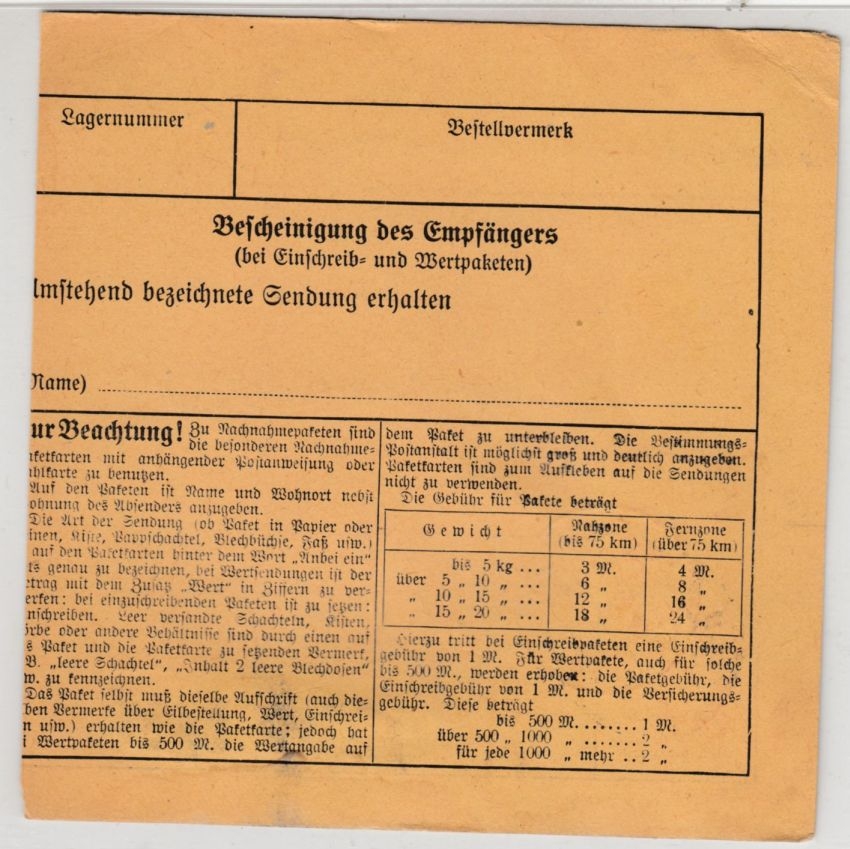 Lagernummer
Bestellvermerk
Bescheinigung des Empfängers
(bei Einschreib- und Wertpaketen)
Umstehend bezeichnete Sendung erhalten
Name)
ur Beachtung! Zu Nachnahmepaketen sind
die besonderen Nachnahme-
aketkarten mit anhängender Postanweisung oder
ahlkarte zu benutzen.
Auf den Paketen ist Name und Wohnort nebst
ohnung des Absenders anzugeben.
Die Art der Sendung (ob Paket in Papier oder
inen, Kiste, Pappschachtel, Blechbüchse, Faß usw.)
auf den Paketkarten hinter dem Wort „Anbei ein“
ts genau zu bezeichnen, bei Wertsendungen ist der
etrag mit dem Zusatz „Wert“ in Ziffern zu ver-
erken: bei einzuschreibenden Paketen ist zu setzen:
nschreiben. Leer versandte Schachteln, Kisten,
örbe oder andere Behältnisse sind durch einen auf
s Paket und die Paketkarte zu setzenden Vermerk,
B. „leere Schachtel“, „Inhalt 2 leere Blechdosen“
w. zu kennzeichnen.
Das Paket selbst muß dieselbe Aufschrift (auch die-
ben Vermerke über Eilbestellung, Wert, Einschrei-
n usw.) erhalten wie die Paketkarte; jedoch hat
i Wertpaketen bis 500 M. die Wertangabe auf
dem Paket zu unterbleiben. Die Bestimmungs-
Postanstalt ist möglichst groß und deutlich anzugeben.
Paketkarten sind zum Aufkleben auf die Sendungen
nicht zu verwenden.
Die Gebühr für Pakete beträgt
Gewicht Nahzone (bis 75 km) Fernzone (über 75 km)
bis 5 kg ... 3 M. 4 M.
über 5 „ 10 „ ... 6 „ 8 „
„ 10 „ 15 „ ... 12 „ 16 „
„ 15 „ 20 „ ... 18 „ 24 „
Hierzu tritt bei Einschreibpaketen eine Einschreib-
gebühr von 1 M. Für Wertpakete, auch für solche
bis 500 M., werden erhoben: die Paketgebühr, die
Einschreibgebühr von 1 M. und die Versicherungs-
gebühr. Diese beträgt
bis 500 M. ....... 1 M.
über 500 „ 1000 „ ....... 2 „
für jede 1000 „ mehr .. 2 „